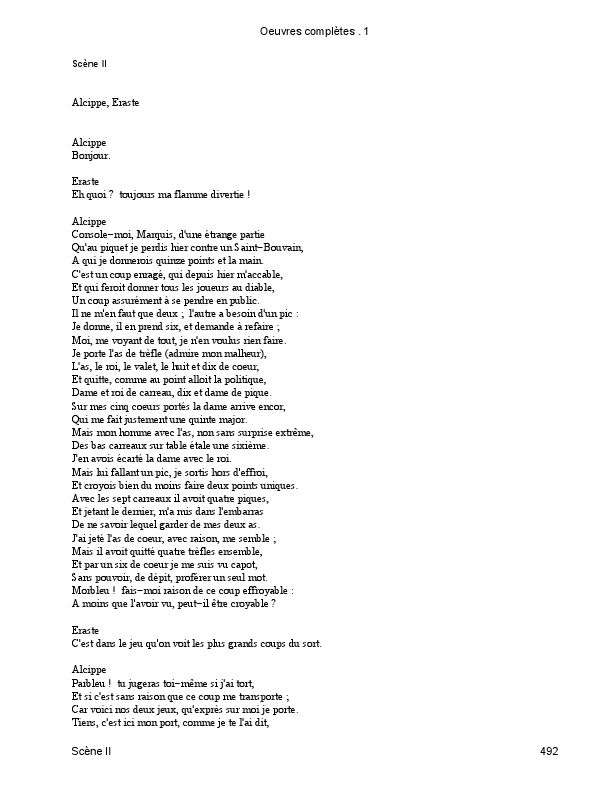 Oeuvres complètes . 1
Scène II
Alcippe, Eraste
Alcippe
Bonjour.
Eraste
Eh quoi ?  toujours ma flamme divertie !
Alcippe
Console−moi, Marquis, d'une étrange partie
Qu'au piquet je perdis hier contre un Saint−Bouvain,
A qui je donnerois quinze points et la main.
C'est un coup enragé, qui depuis hier m'accable,
Et qui feroit donner tous les joueurs au diable,
Un coup assurément à se pendre en public.
Il ne m'en faut que deux ;  l'autre a besoin d'un pic :
Je donne, il en prend six, et demande à refaire ;
Moi, me voyant de tout, je n'en voulus rien faire.
Je porte l'as de trèfle (admire mon malheur),
L'as, le roi, le valet, le huit et dix de coeur,
Et quitte, comme au point alloit la politique,
Dame et roi de carreau, dix et dame de pique.
Sur mes cinq coeurs portés la dame arrive encor,
Qui me fait justement une quinte major.
Mais mon homme avec l'as, non sans surprise extrême,
Des bas carreaux sur table étale une sixième.
J'en avois écarté la dame avec le roi.
Mais lui fallant un pic, je sortis hors d'effroi,
Et croyois bien du moins faire deux points uniques.
Avec les sept carreaux il avoit quatre piques,
Et jetant le dernier, m'a mis dans l'embarras
De ne savoir lequel garder de mes deux as.
J'ai jeté l'as de coeur, avec raison, me semble ;
Mais il avoit quitté quatre trèfles ensemble,
Et par un six de coeur je me suis vu capot,
Sans pouvoir, de dépit, proférer un seul mot.
Morbleu !  fais−moi raison de ce coup effroyable :
A moins que l'avoir vu, peut−il être croyable ?
Eraste
C'est dans le jeu qu'on voit les plus grands coups du sort.
Alcippe
Parbleu !  tu jugeras toi−même si j'ai tort,
Et si c'est sans raison que ce coup me transporte ;
Car voici nos deux jeux, qu'exprès sur moi je porte.
Tiens, c'est ici mon port, comme je te l'ai dit,
Scène II 492